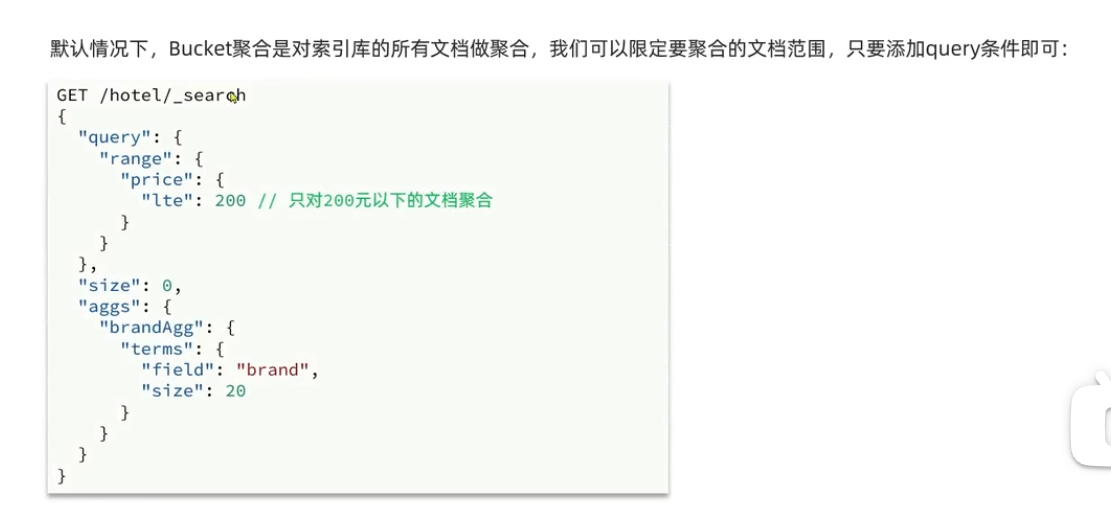 默认情况下，Bucket聚合是对索引库的所有文档做聚合，我们可以限定要聚合的文档范围，只要添加query条件即可：
GET /hotel/_search
{
  "query": {
    "range": {
      "price": {
        "lte": 200 // 只对200元以下的文档聚合
      }
    }
  },
  "size": 0,
  "aggs": {
    "brandAgg": {
      "terms": {
        "field": "brand",
        "size": 20
      }
    }
  }
}